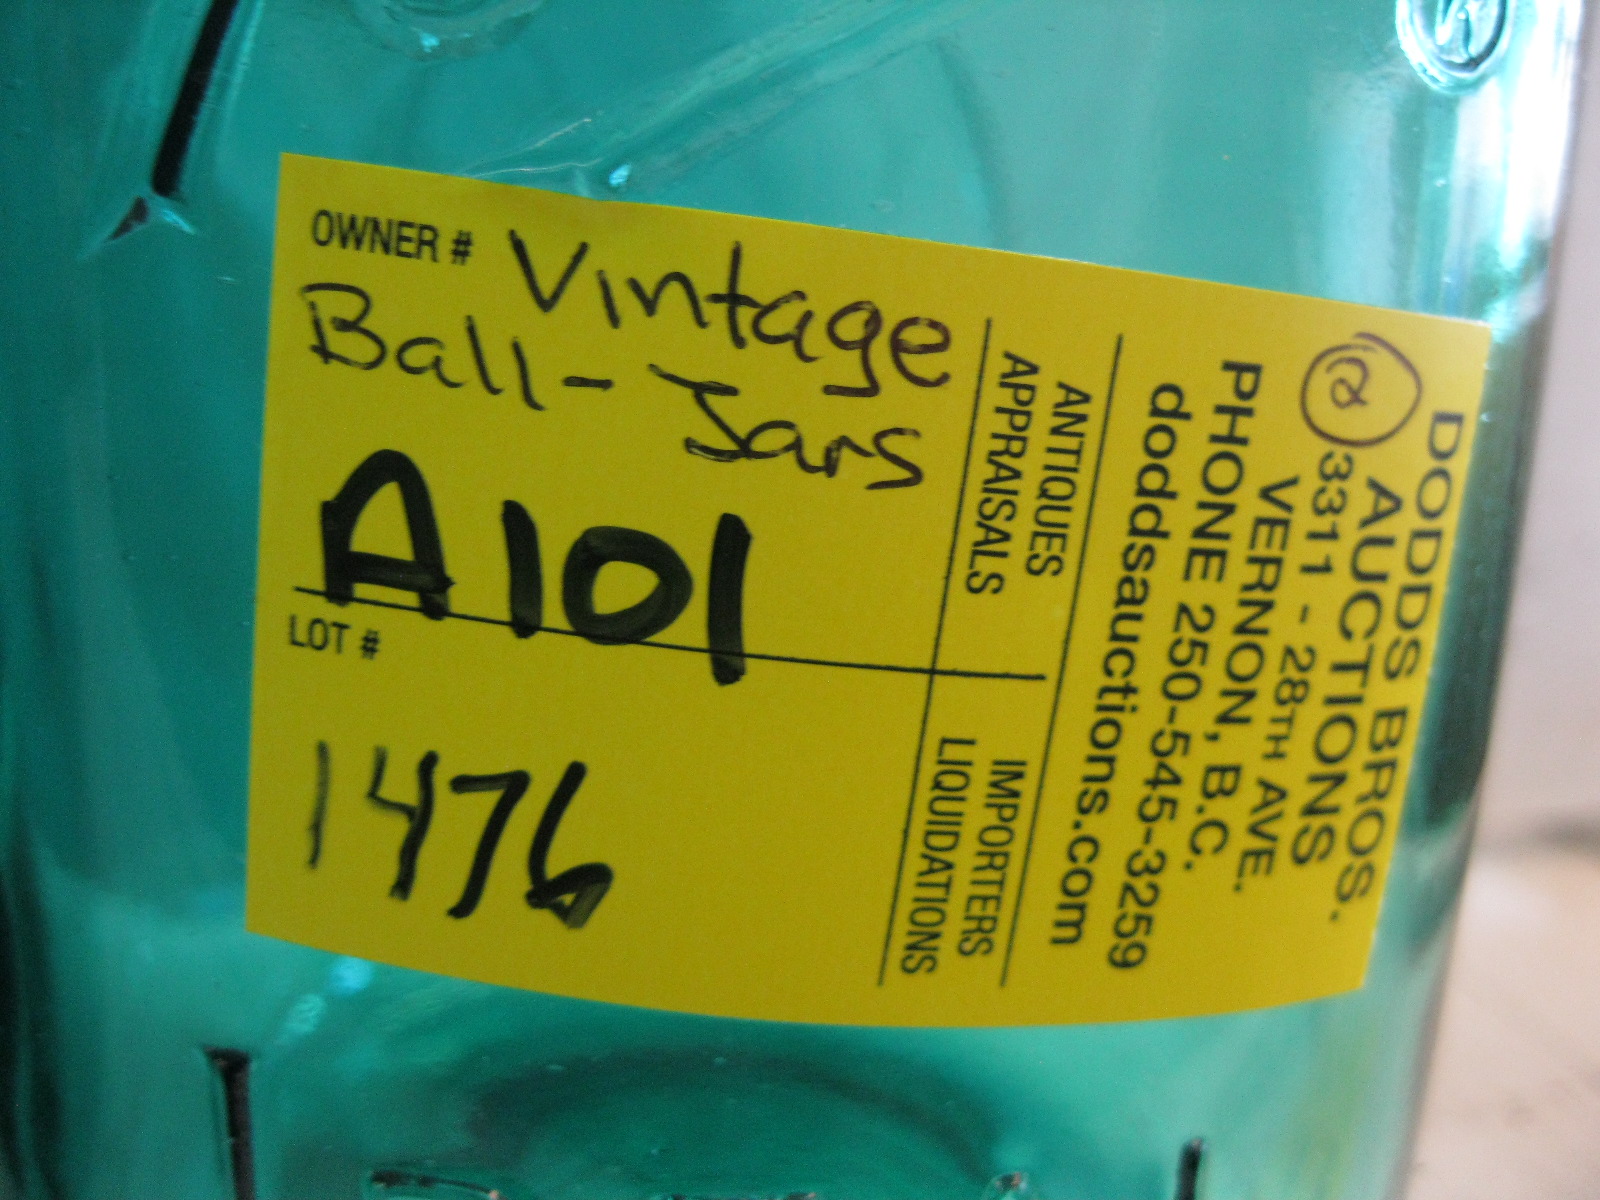 OWNER # Vintage
Ball - Jars
A101
LOT #
1476
ANTIQUES
APPRAISALS
IMPORTERS
LIQUIDATIONS
DODDS BROS.
AUCTIONS
2
3311 - 28TH AVE.
VERNON, B.C.
PHONE 250-545-3259
doddsauctions.com